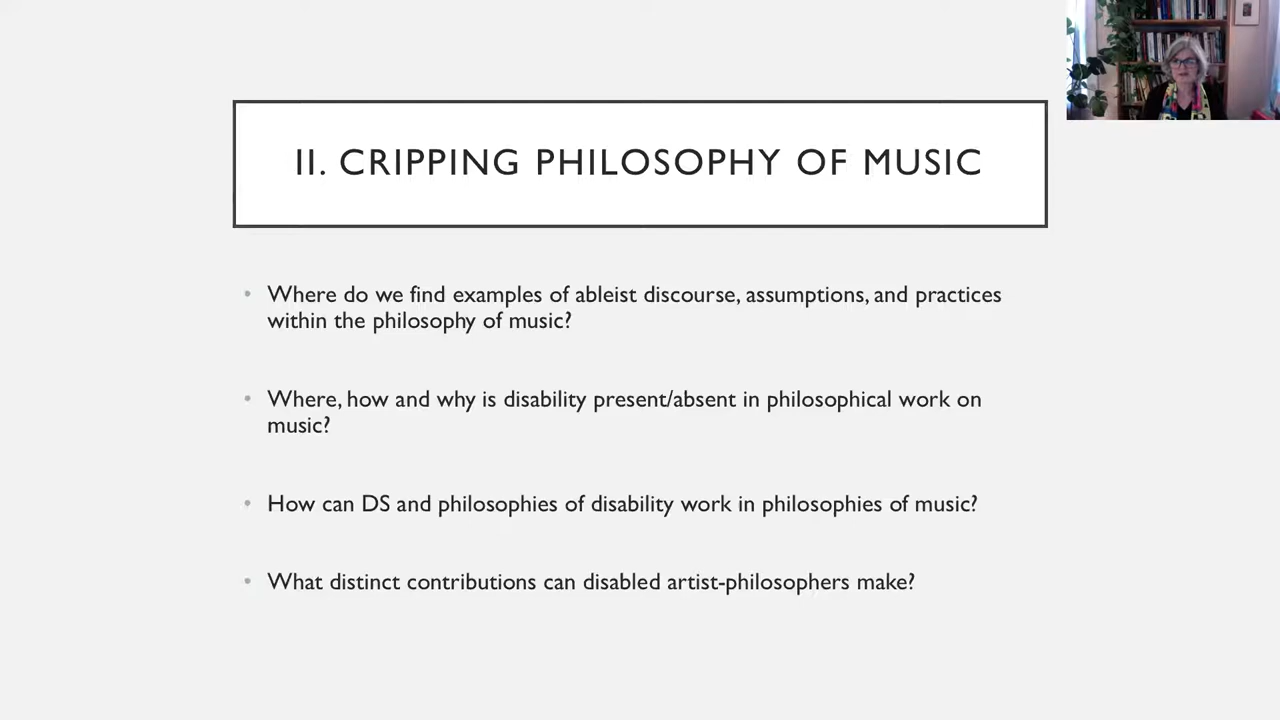 II. CRIPPING PHILOSOPHY OF MUSIC
• Where do we find examples of ableist discourse, assumptions, and practices
within the philosophy of music?
• Where, how and why is disability present/absent in philosophical work on
music?
• How can DS and philosophies of disability work in philosophies of music?
• What distinct contributions can disabled artist-philosophers make?